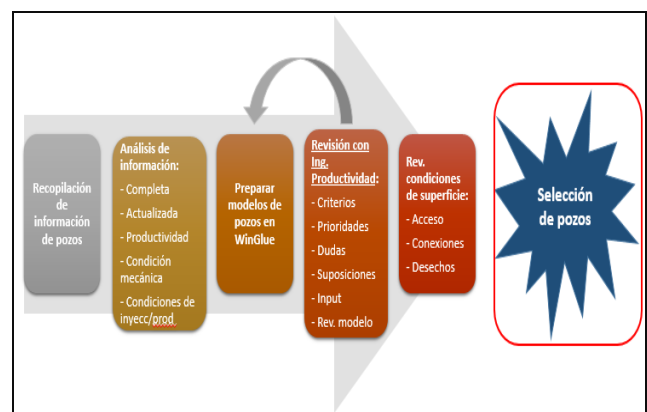 Recopilación
de
información
de pozos
Análisis de
información:
- Completa
- Actualizada
- Productividad
- Condición
mecánica
- Condiciones de
inyecc/prod
Preparar
modelos de
pozos en
WinGlue
Revisión con
Ing.
Productividad:
- Criterios
- Prioridades
- Dudas
- Suposiciones
- Input
- Rev. modelo
Rev.
condiciones
de superficie:
- Acceso
- Conexiones
- Desechos
Selección
de pozos